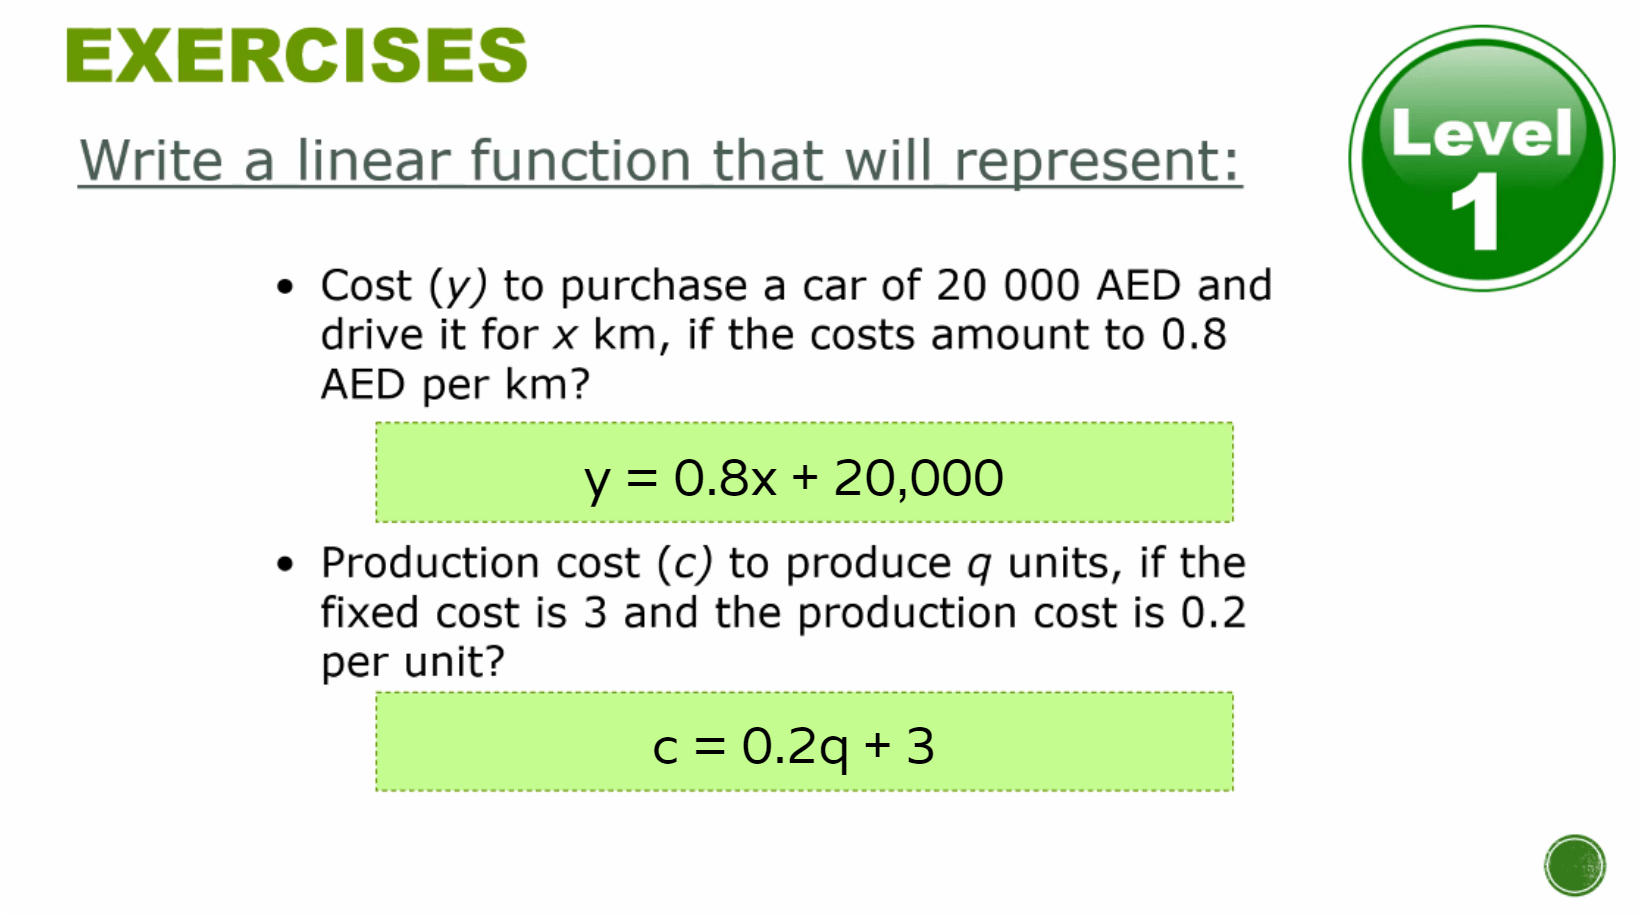 EXERCISES
Level
1
Write a linear function that will represent:
• Cost (y) to purchase a car of 20 000 AED and
drive it for x km, if the costs amount to 0.8
AED per km?
y = 0.8x + 20,000
• Production cost (c) to produce q units, if the
fixed cost is 3 and the production cost is 0.2
per unit?
c = 0.2q + 3